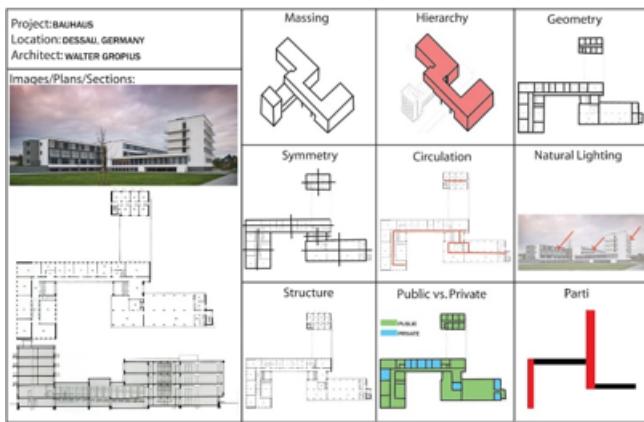 Project: BAUHAUS
Location: DESSAU, GERMANY
Architect: WALTER GROPIUS
Images/Plans/Sections:
Massing
Hierarchy
Geometry
Symmetry
Circulation
Natural Lighting
Structure
Public vs. Private
PUBLIC
PRIVATE
Parti